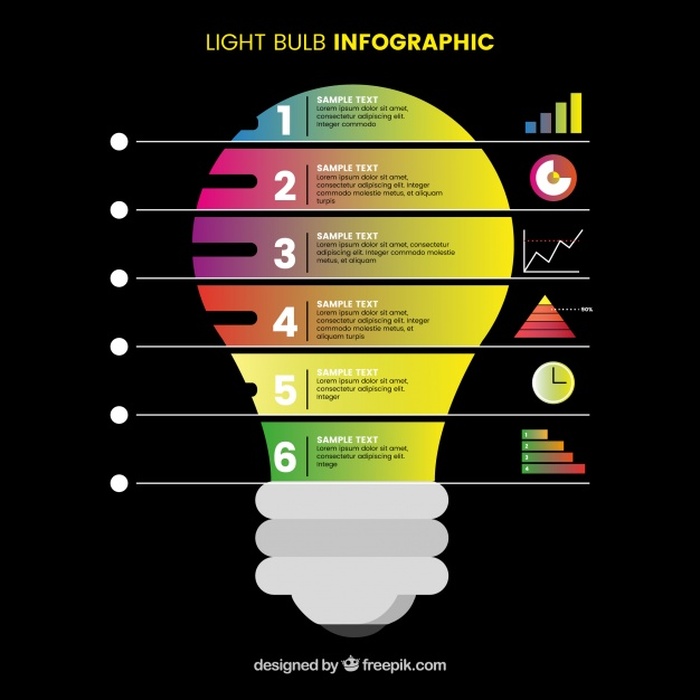 LIGHT BULB INFOGRAPHIC
1
SAMPLE TEXT
Lorem ipsum dolor sit amet,
consectetur adipiscing elit.
Integer commodo
2
SAMPLE TEXT
Lorem ipsum dolor sit amet,
consectetur adipiscing elit. Integer
commodo metus, et aliquam
turpis
3
SAMPLE TEXT
Lorem ipsum dolor sit amet, consectetur
adipiscing elit. Integer commodo molestie
metus, et aliquam
4
SAMPLE TEXT
Lorem ipsum dolor sit amet,
consectetur adipiscing elit. Integer
commodo molestie metus, et
aliquam turpis
90%
5
SAMPLE TEXT
Lorem ipsum dolor sit amet,
consectetur adipiscing elit.
Integer
6
SAMPLE TEXT
Lorem ipsum dolor sit amet,
consectetur adipiscing elit.
Intege
1
2
3
4
designed by freepik.com